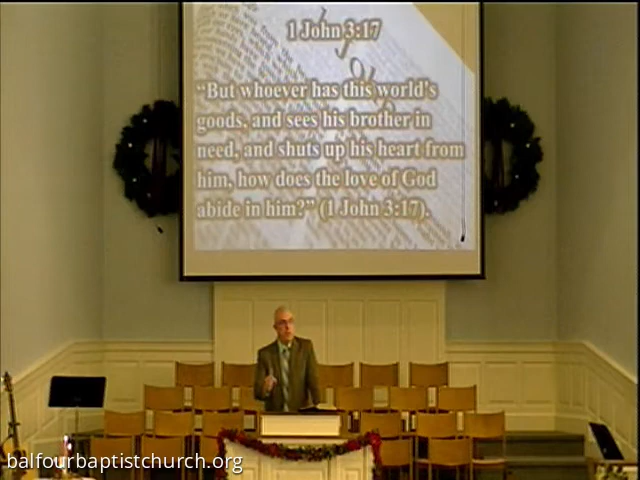 1 John 3:17
“But whoever has this world's
goods, and sees his brother in
need, and shuts up his heart from
him, how does the love of God
abide in him?” (1 John 3:17).
balfourbaptistchurch.org